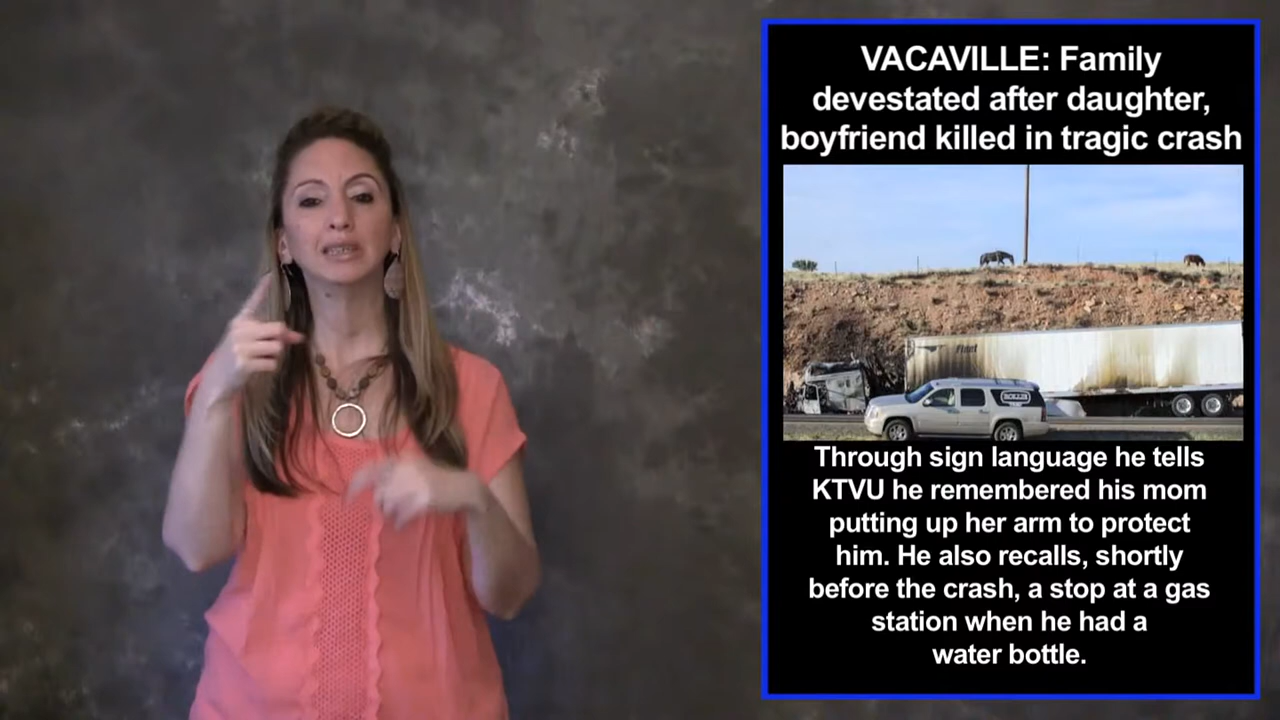 VACAVILLE: Family
devestated after daughter,
boyfriend killed in tragic crash
Through sign language he tells
KTVU he remembered his mom
putting up her arm to protect
him. He also recalls, shortly
before the crash, a stop at a gas
station when he had a
water bottle.